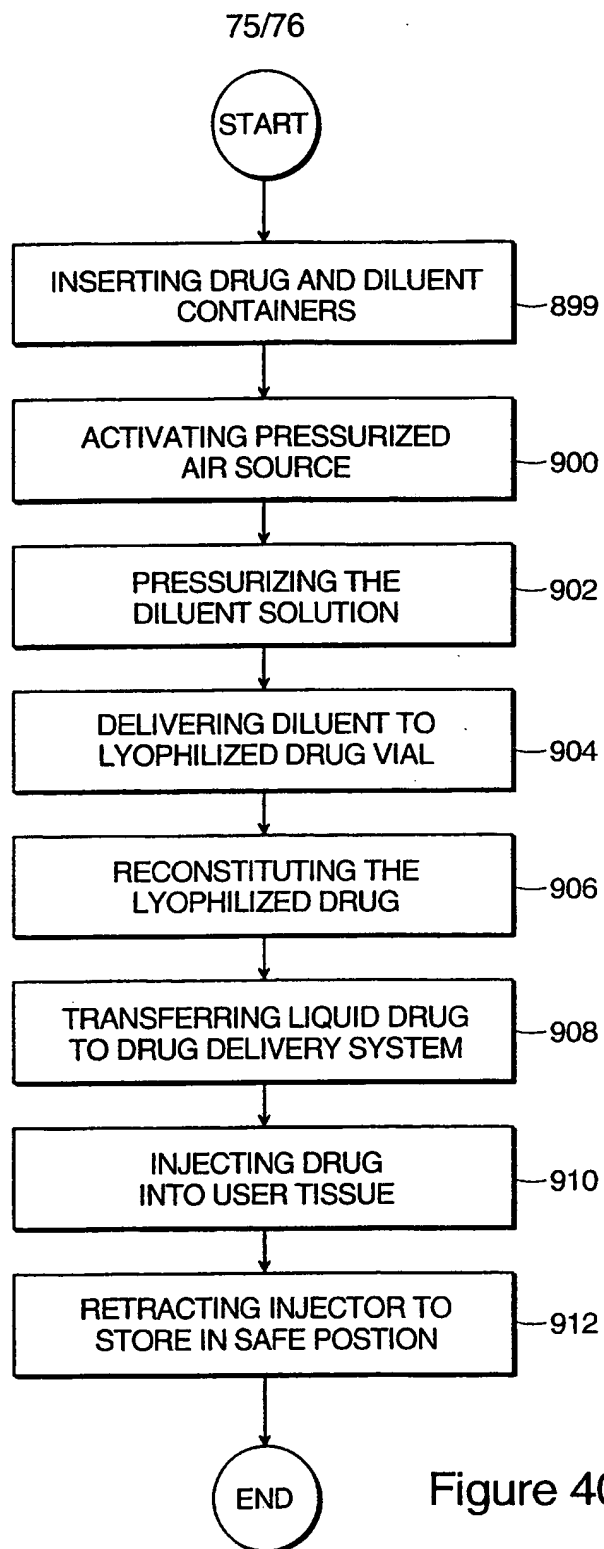 75/76
START
INSERTING DRUG AND DILUENT
CONTAINERS
899
ACTIVATING PRESSURIZED
AIR SOURCE
900
PRESSURIZING THE
DILUENT SOLUTION
902
DELIVERING DILUENT TO
LYOPHILIZED DRUG VIAL
904
RECONSTITUTING THE
LYOPHILIZED DRUG
906
TRANSFERRING LIQUID DRUG
TO DRUG DELIVERY SYSTEM
908
INJECTING DRUG
INTO USER TISSUE
910
RETRACTING INJECTOR TO
STORE IN SAFE POSTION
912
END
Figure 40